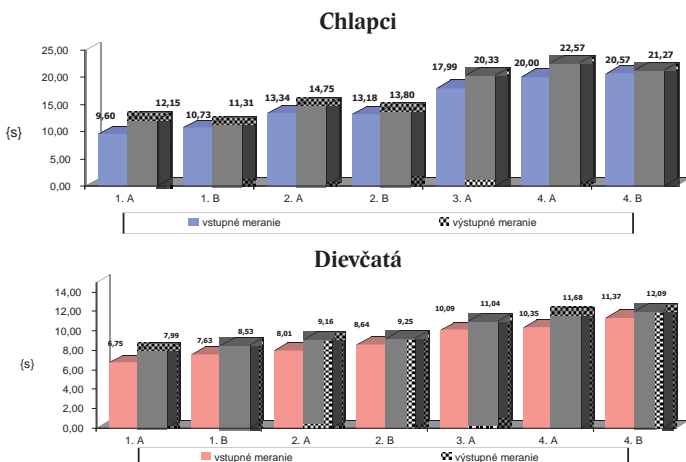 Chlapci
25,00
20,00
15,00
10,00
5,00
0,00
{s}
9,60 12,15 10,73 11,31 13,34 14,75 13,18 13,80 17,99 20,33 20,00 22,57 20,57 21,27
1. A 1. B 2. A 2. B 3. A 4. A 4. B
vstupné meranie výstupné meranie
Dievčatá
14,00
12,00
10,00
8,00
6,00
4,00
2,00
0,00
{s}
6,75 7,99 7,63 8,53 8,01 9,16 8,64 9,25 10,09 11,04 10,35 11,68 11,37 12,09
1. A 1. B 2. A 2. B 3. A 4. A 4. B
vstupné meranie výstupné meranie